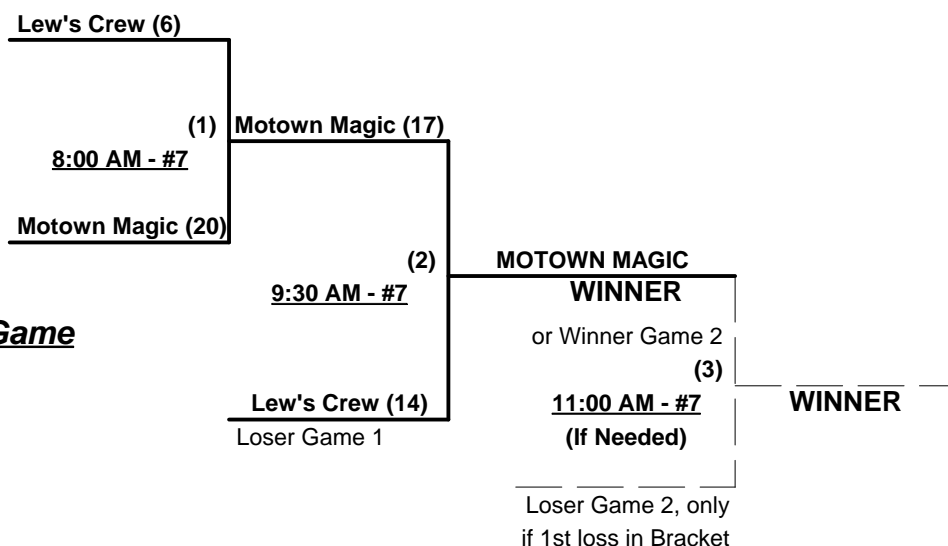 Lew's Crew (6)
(1)
Motown Magic (17)
8:00 AM - #7
Motown Magic (20)
(2)
MOTOWN MAGIC
9:30 AM - #7
WINNER
Game
or Winner Game 2
(3)
Lew's Crew (14)
11:00 AM - #7
WINNER
Loser Game 1
(If Needed)
Loser Game 2, only
if 1st loss in Bracket